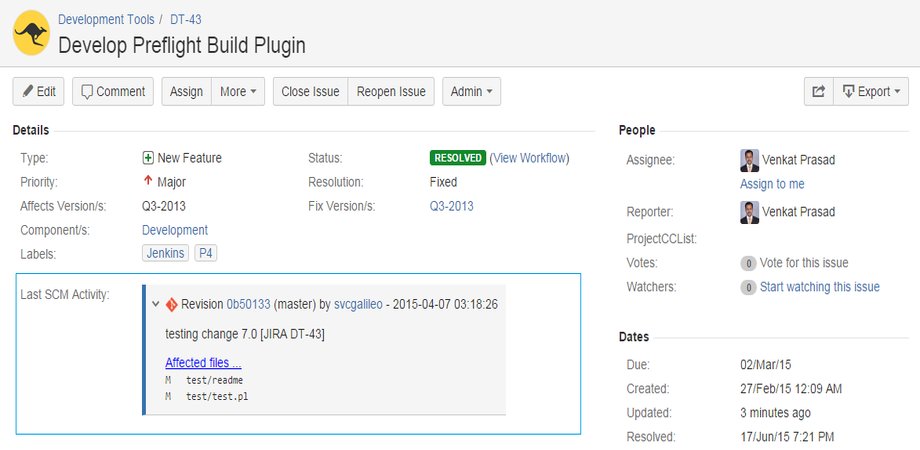 Development Tools / DT-43
Develop Preflight Build Plugin
Edit Comment Assign More Close Issue Reopen Issue Admin Export
Details
Type: New Feature
Status: RESOLVED (View Workflow)
Priority: Major
Resolution: Fixed
Affects Version/s: Q3-2013
Fix Version/s: Q3-2013
Component/s: Development
Labels: Jenkins P4
Last SCM Activity:
Revision 0b50133 (master) by svcgalileo - 2015-04-07 03:18:26
testing change 7.0 [JIRA DT-43]
Affected files ...
M test/readme
M test/test.pl
People
Assignee: Venkat Prasad
Assign to me
Reporter: Venkat Prasad
ProjectCCList:
Votes: 0 Vote for this issue
Watchers: 0 Start watching this issue
Dates
Due: 02/Mar/15
Created: 27/Feb/15 12:09 AM
Updated: 3 minutes ago
Resolved: 17/Jun/15 7:21 PM